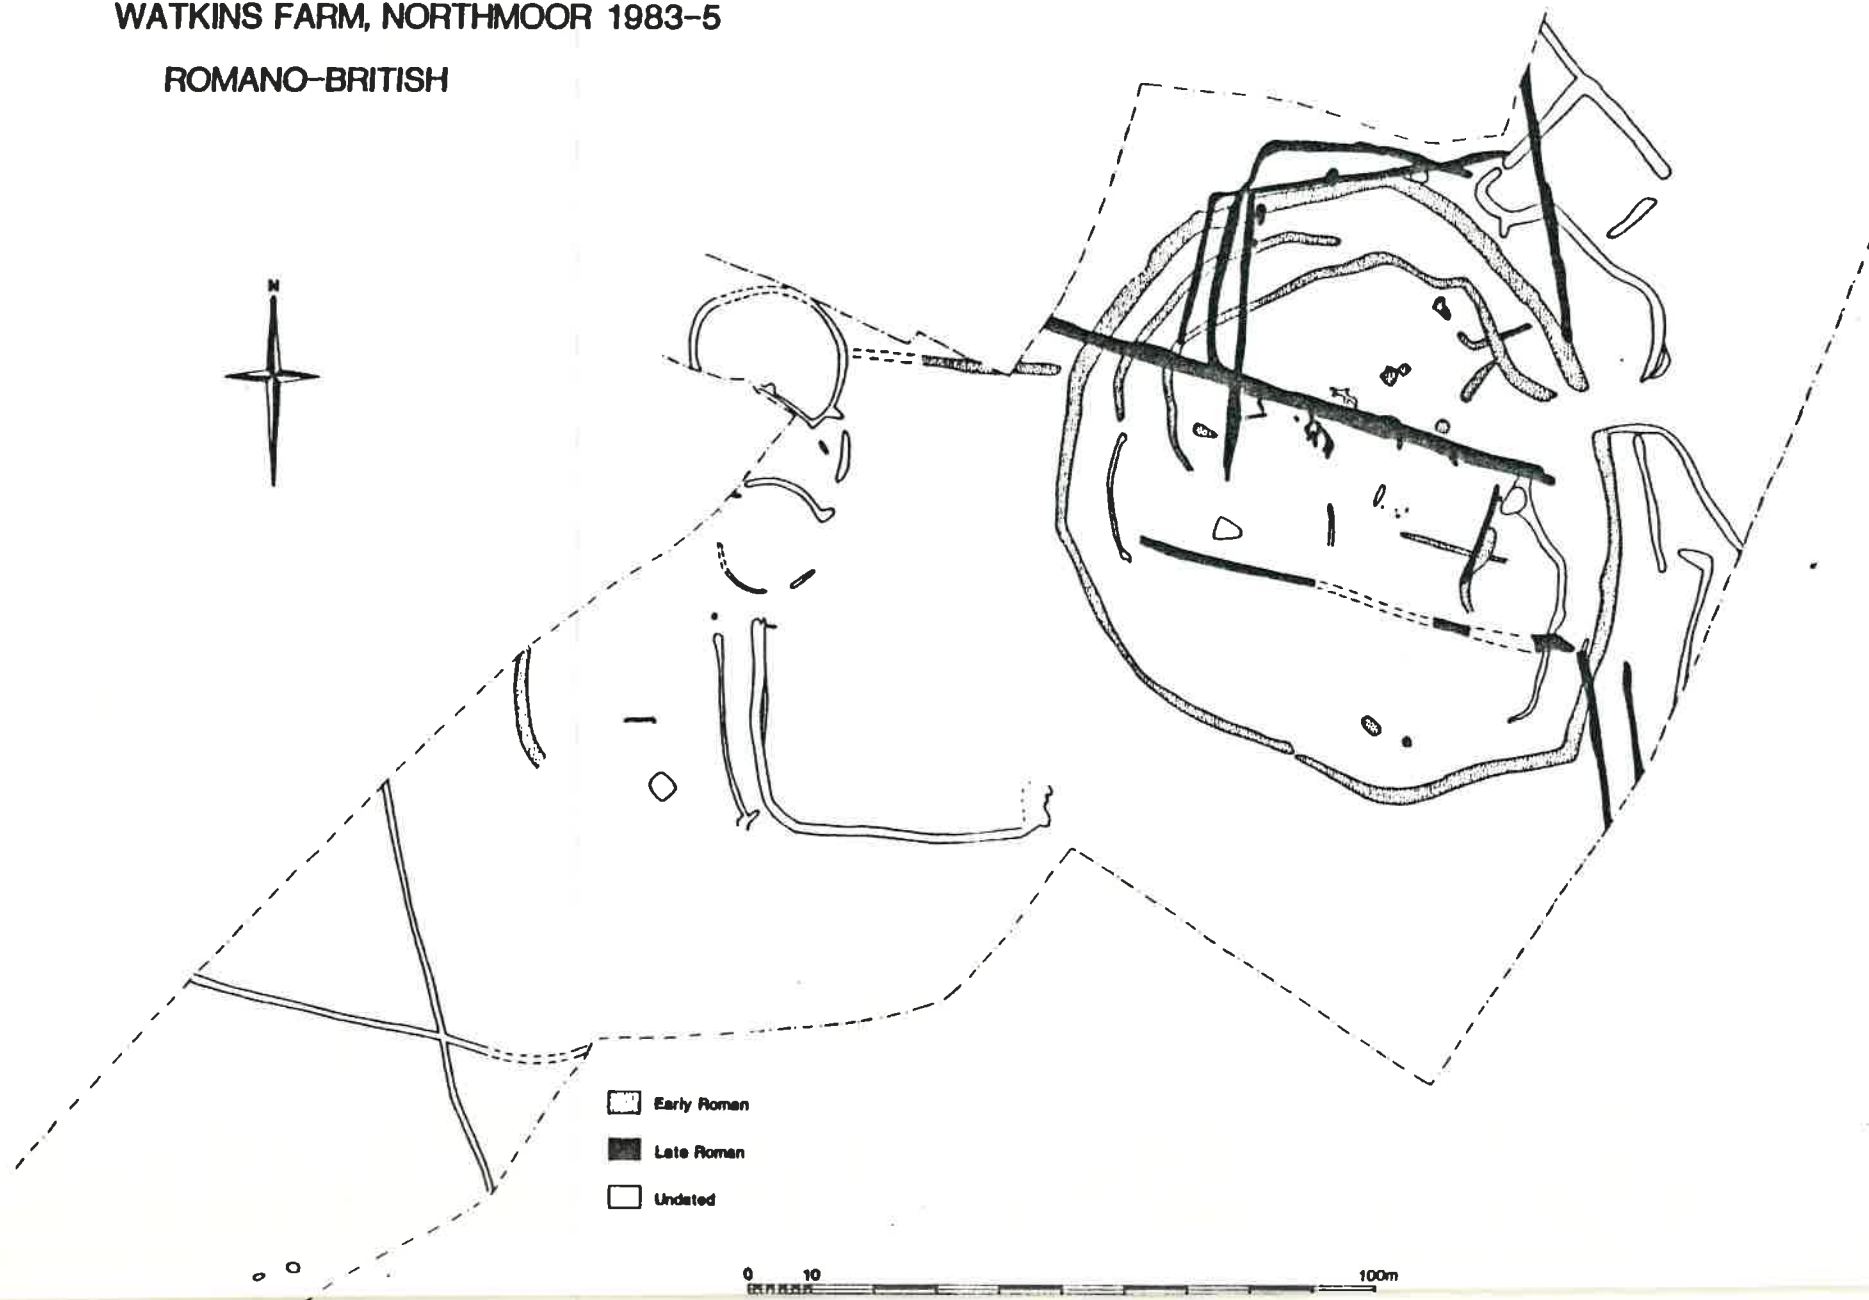 WATKINS FARM, NORTHMOOR 1983-5
ROMANO-BRITISH
N
Early Roman
Late Roman
Undated
0 10 100m